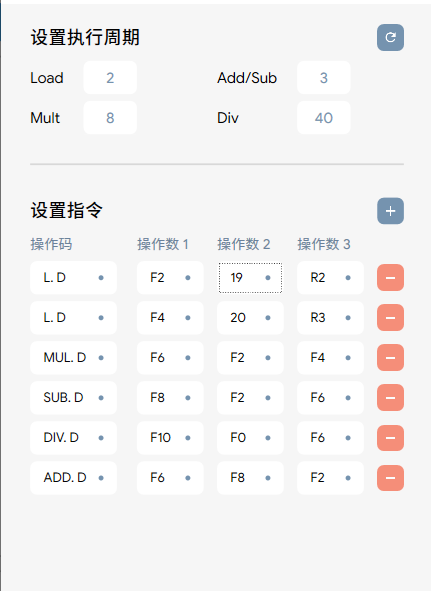 设置执行周期
Load 2 Add/Sub 3
Mult 8 Div 40
设置指令
操作码 操作数 1 操作数 2 操作数 3
L. D F2 19 R2
L. D F4 20 R3
MUL. D F6 F2 F4
SUB. D F8 F2 F6
DIV. D F10 F0 F6
ADD. D F6 F8 F2